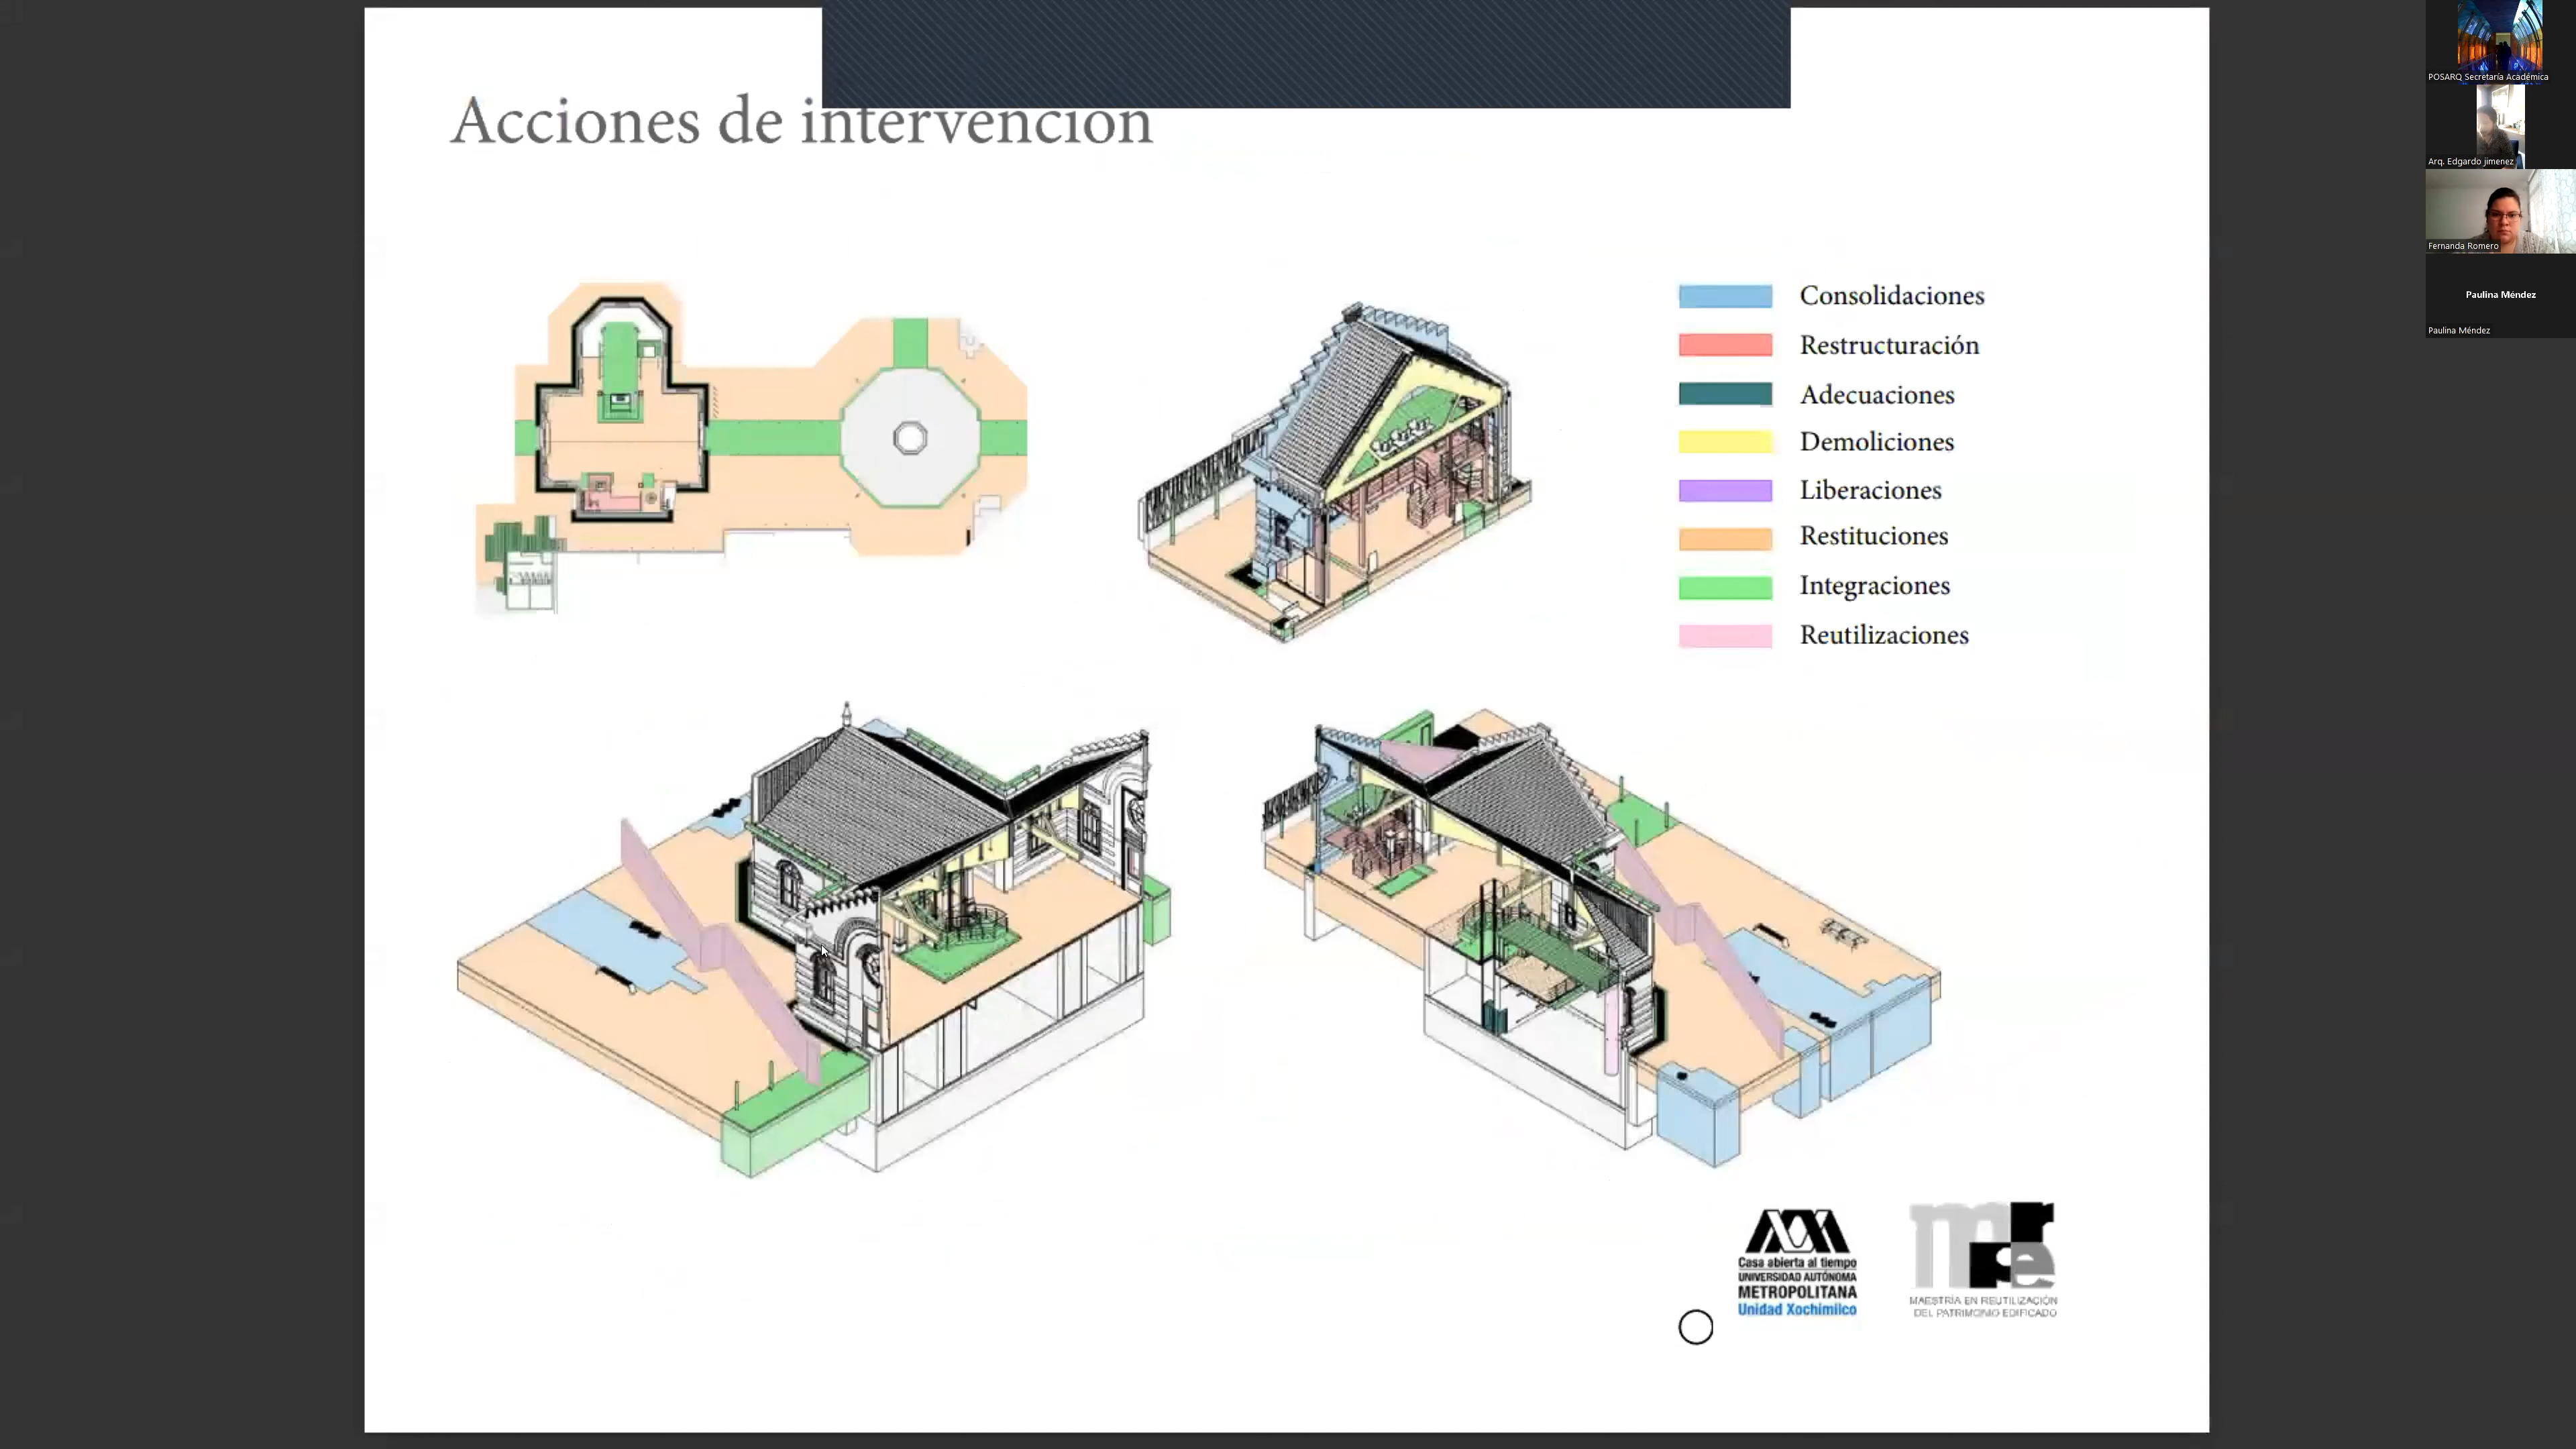 Acciones de intervención
Consolidaciones
Restructuración
Adecuaciones
Demoliciones
Liberaciones
Restituciones
Integraciones
Reutilizaciones
Casa abierta al tiempo
UNIVERSIDAD AUTÓNOMA
METROPOLITANA
Unidad Xochimilco
mre
MAESTRÍA EN REUTILIZACIÓN
DEL PATRIMONIO EDIFICADO
POSARQ Secretaría Académica
Arq. Edgardo jimenez
Fernanda Romero
Paulina Méndez
Paulina Méndez